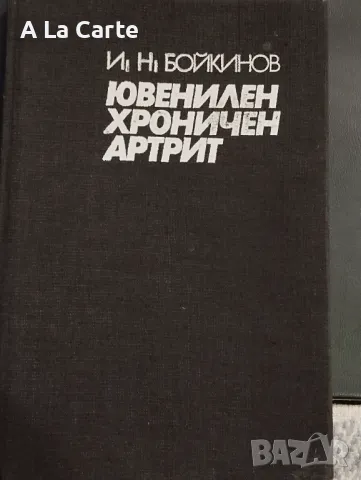 A La Carte
И. Н. БОЙКИНОВ
ЮВЕНИЛЕН
ХРОНИЧЕН
АРТРИТ
BAZAR